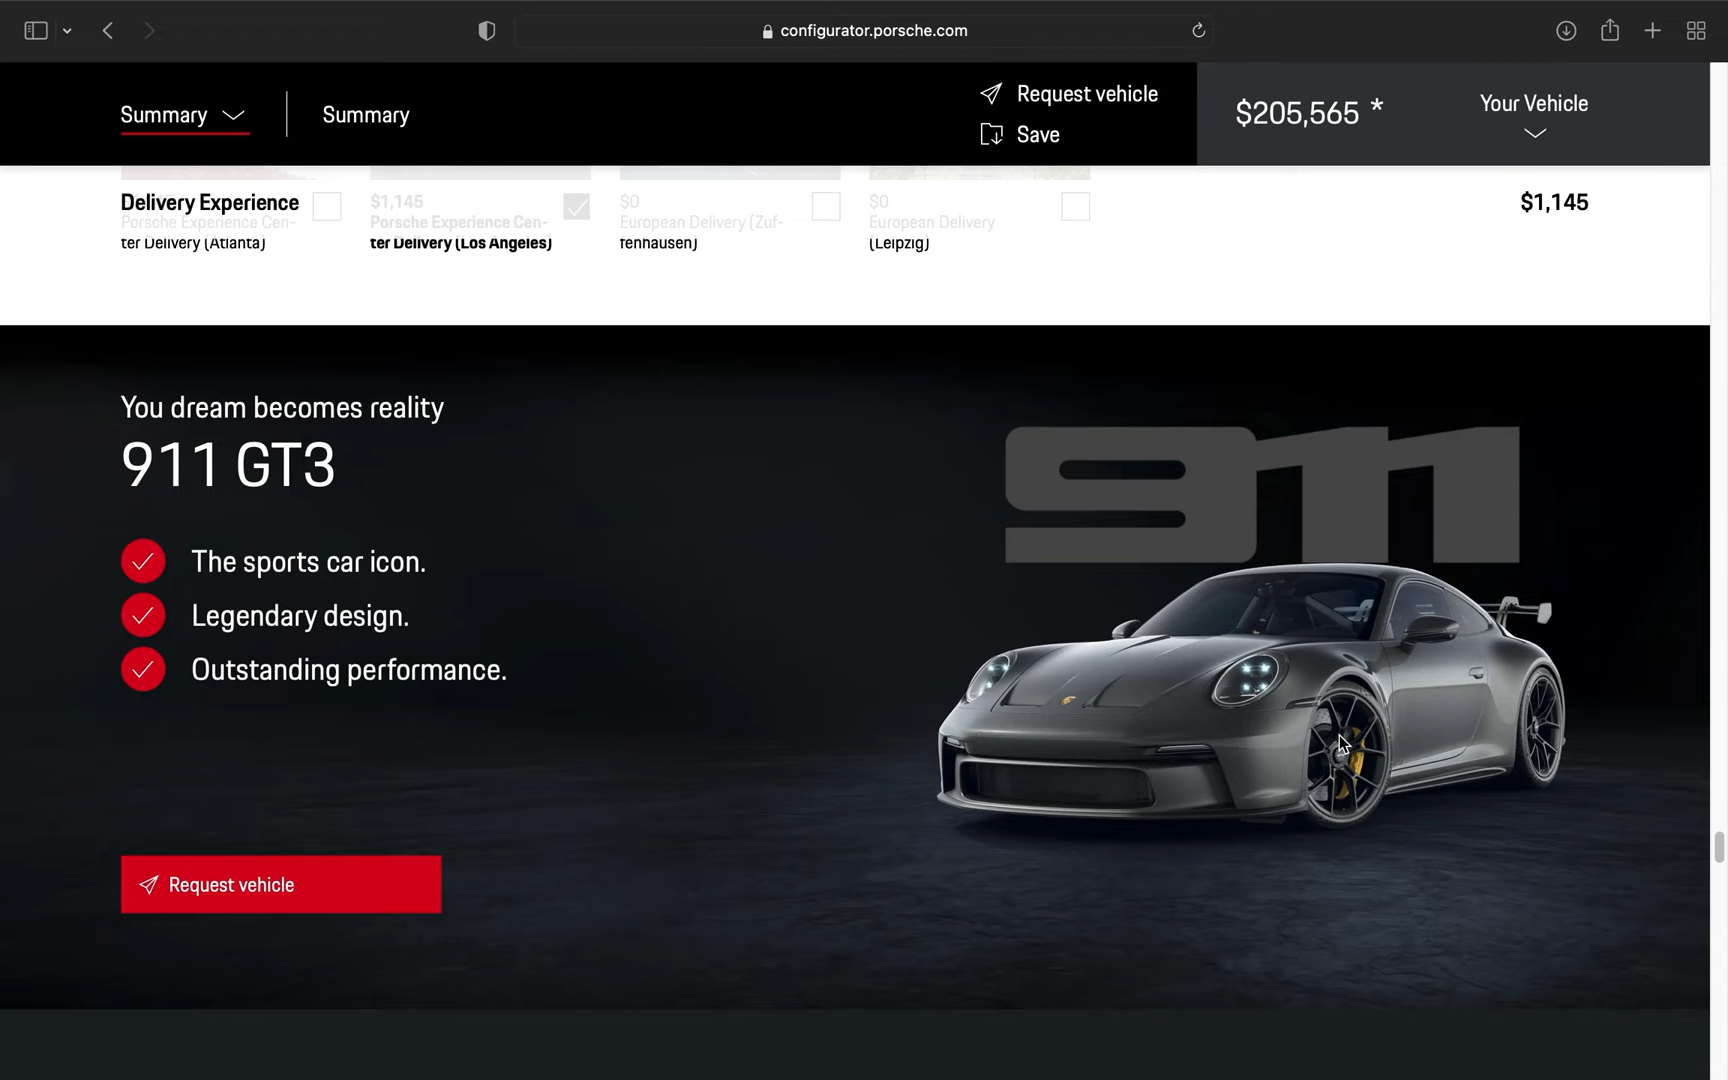 configurator.porsche.com
Summary
Summary
Request vehicle
Save
$205,565 *
Your Vehicle
Delivery Experience
$1,145
Porsche Experience Cen-
ter Delivery (Atlanta)
$1,145
Porsche Experience Cen-
ter Delivery (Los Angeles)
$0
European Delivery (Zuf-
fenhausen)
$0
European Delivery
(Leipzig)
You dream becomes reality
911 GT3
The sports car icon.
Legendary design.
Outstanding performance.
Request vehicle
911